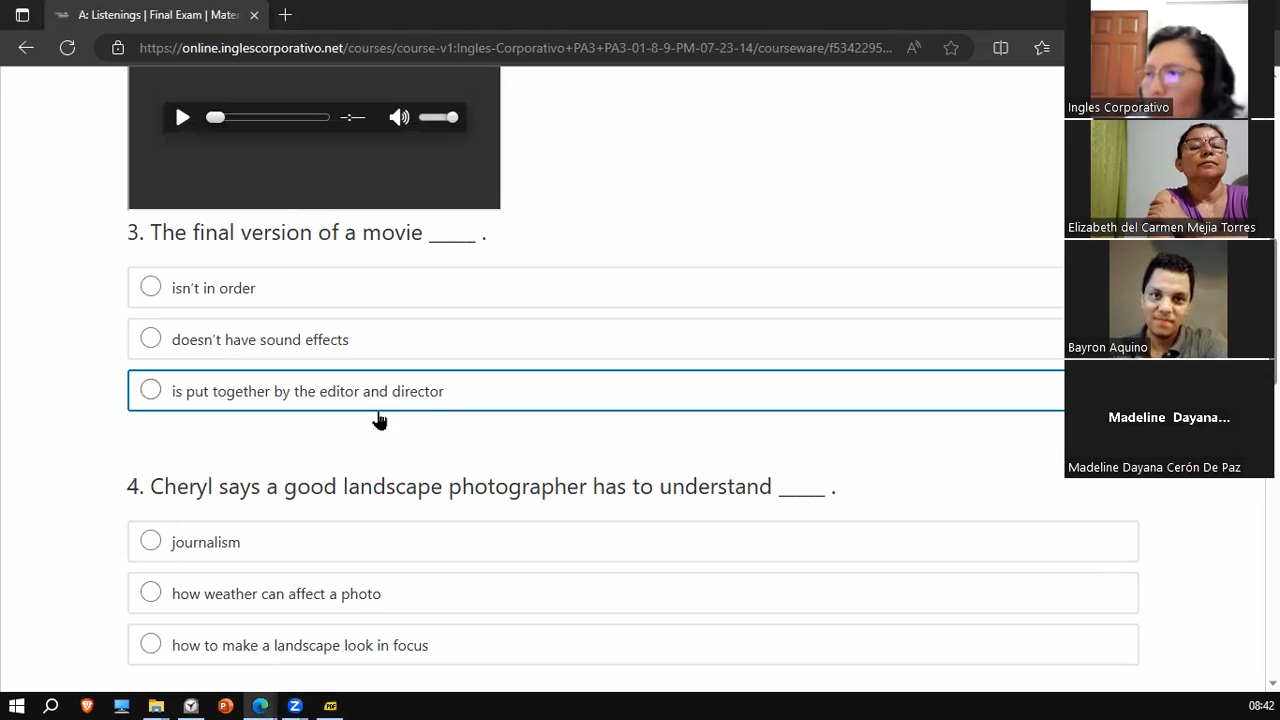 A: Listenings | Final Exam | Mate
https://online.inglescorporativo.net/courses/course-v1:Ingles-Corporativo+PA3+PA3-01-8-9-PM-07-23-14/courseware/f5342295...
Ingles Corporativo
Elizabeth del Carmen Mejia Torres
Bayron Aquino
Madeline Dayana...
Madeline Dayana Cerón De Paz
3. The final version of a movie _____ .
isn't in order
doesn't have sound effects
is put together by the editor and director
4. Cheryl says a good landscape photographer has to understand _____ .
journalism
how weather can affect a photo
how to make a landscape look in focus
08:42